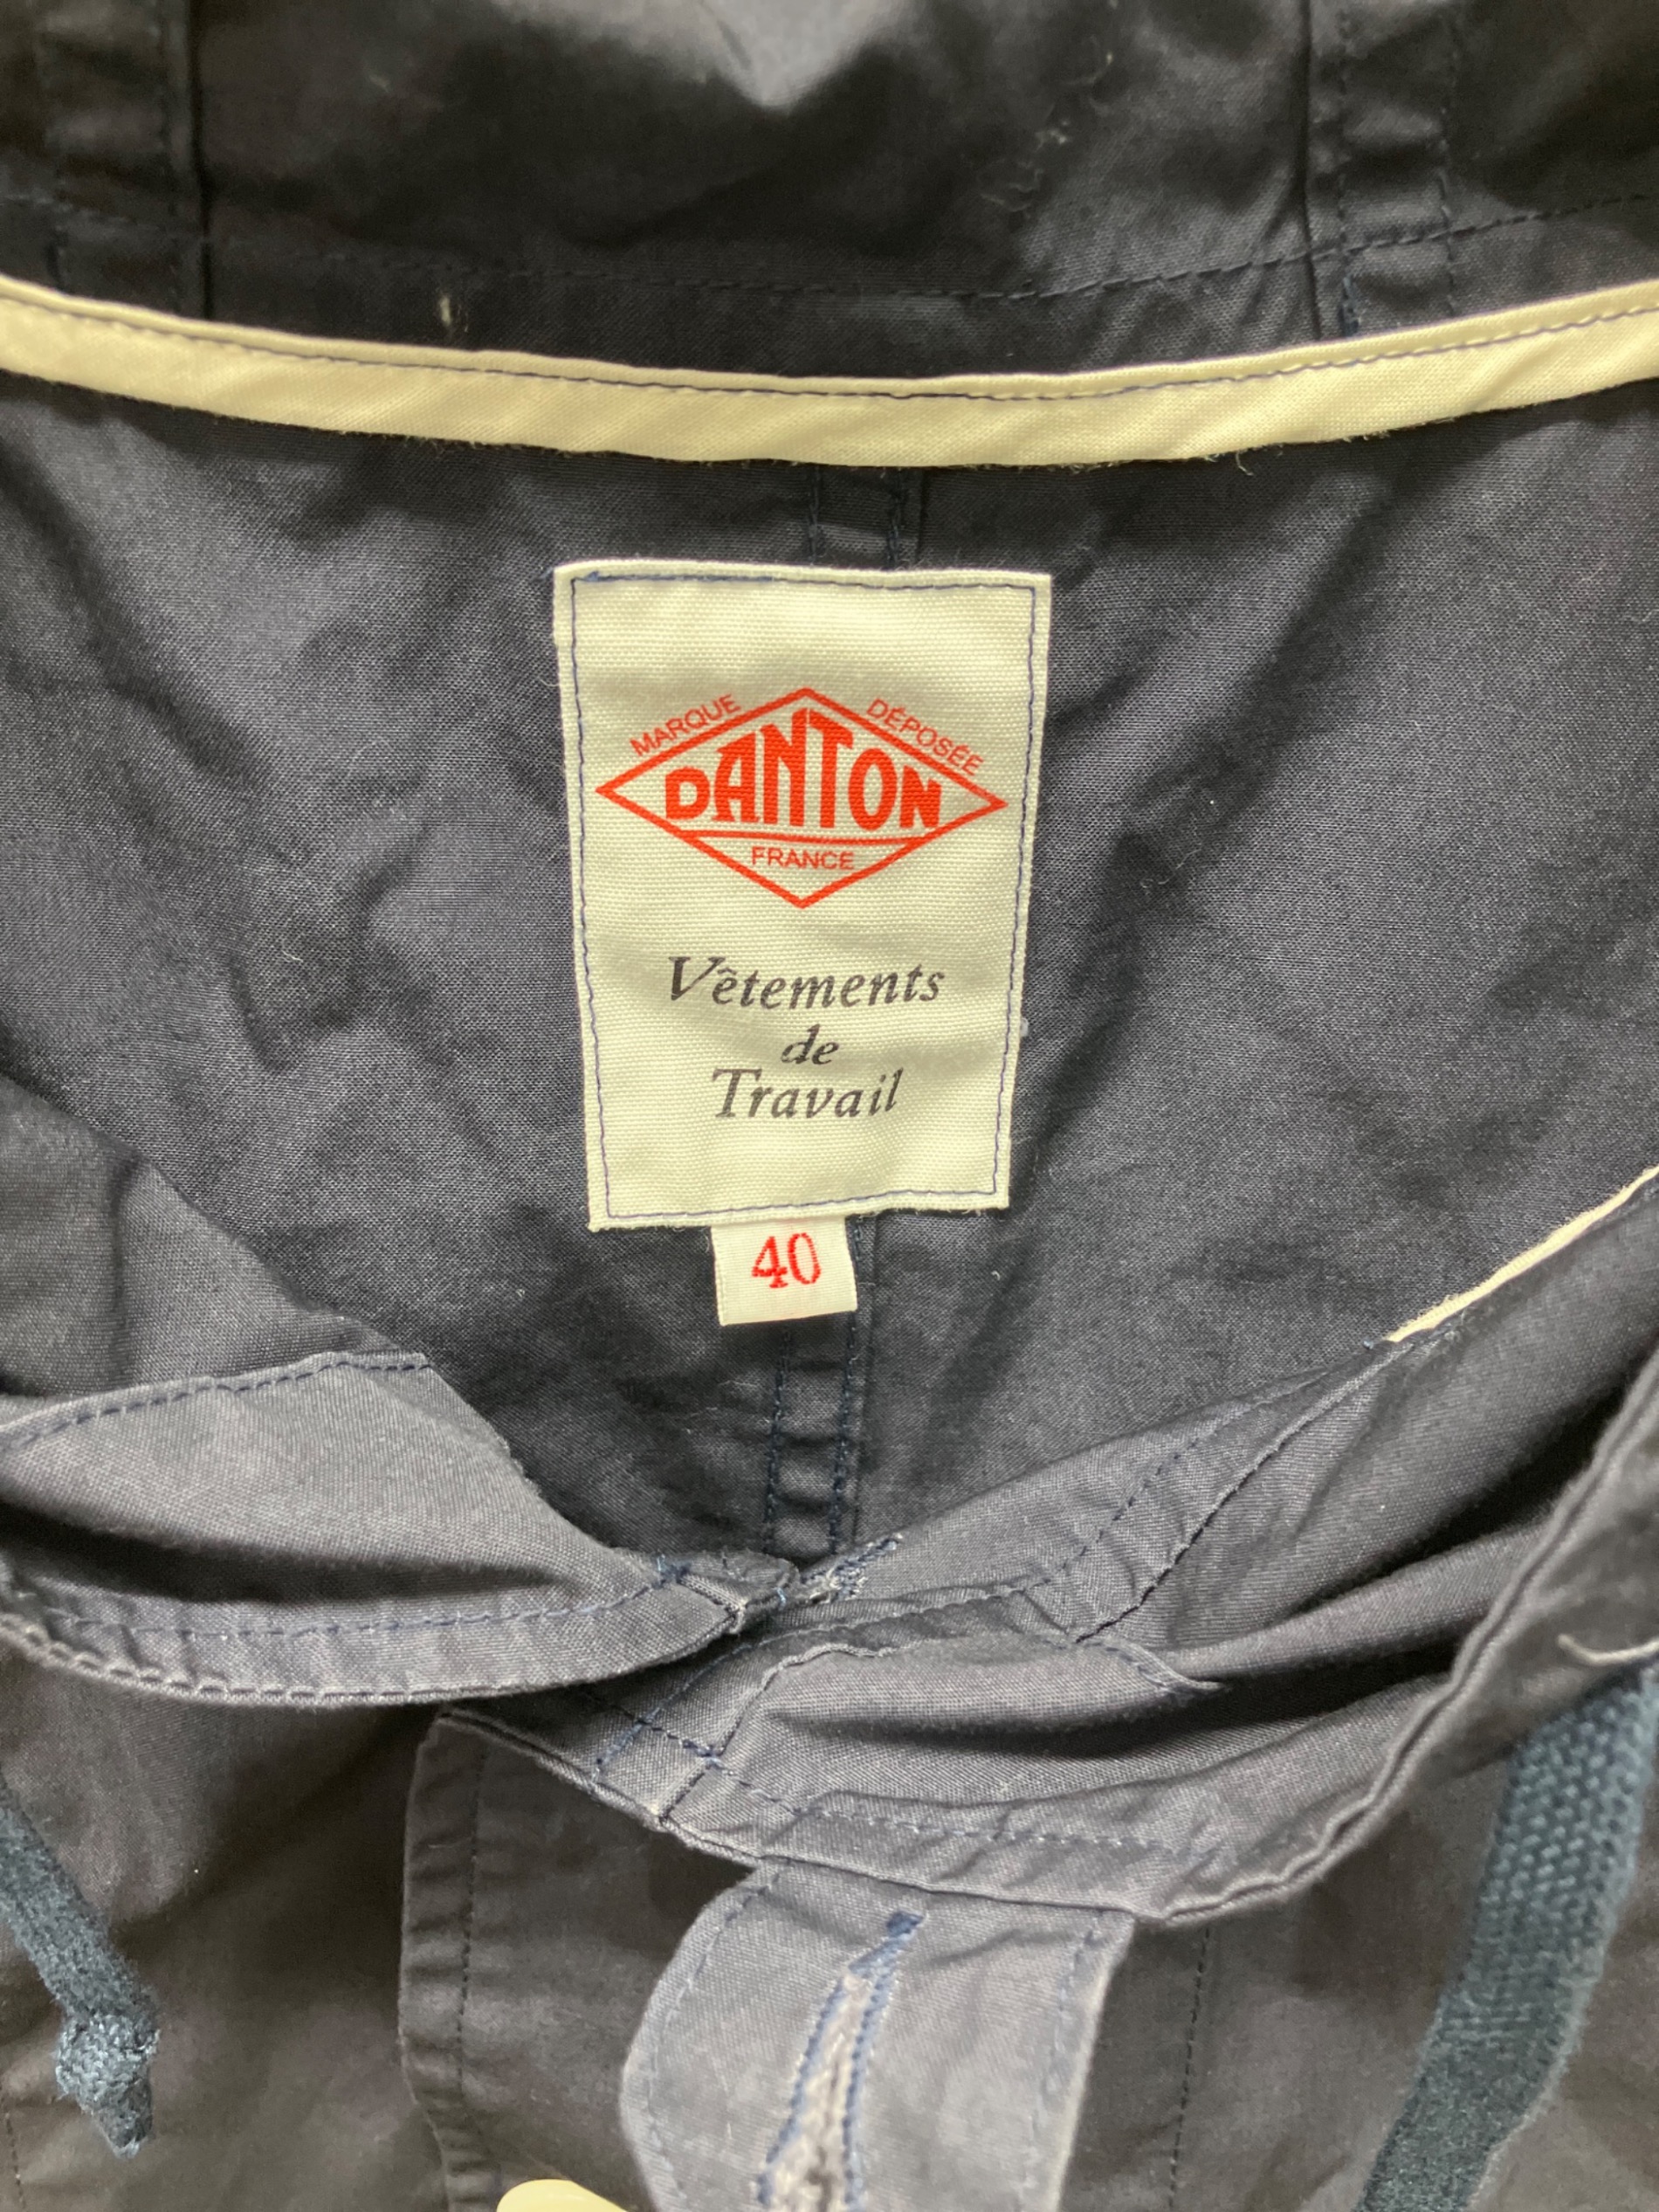 MARQUE DÉPOSÉE
DANTON
FRANCE
Vêtements
de
Travail
40